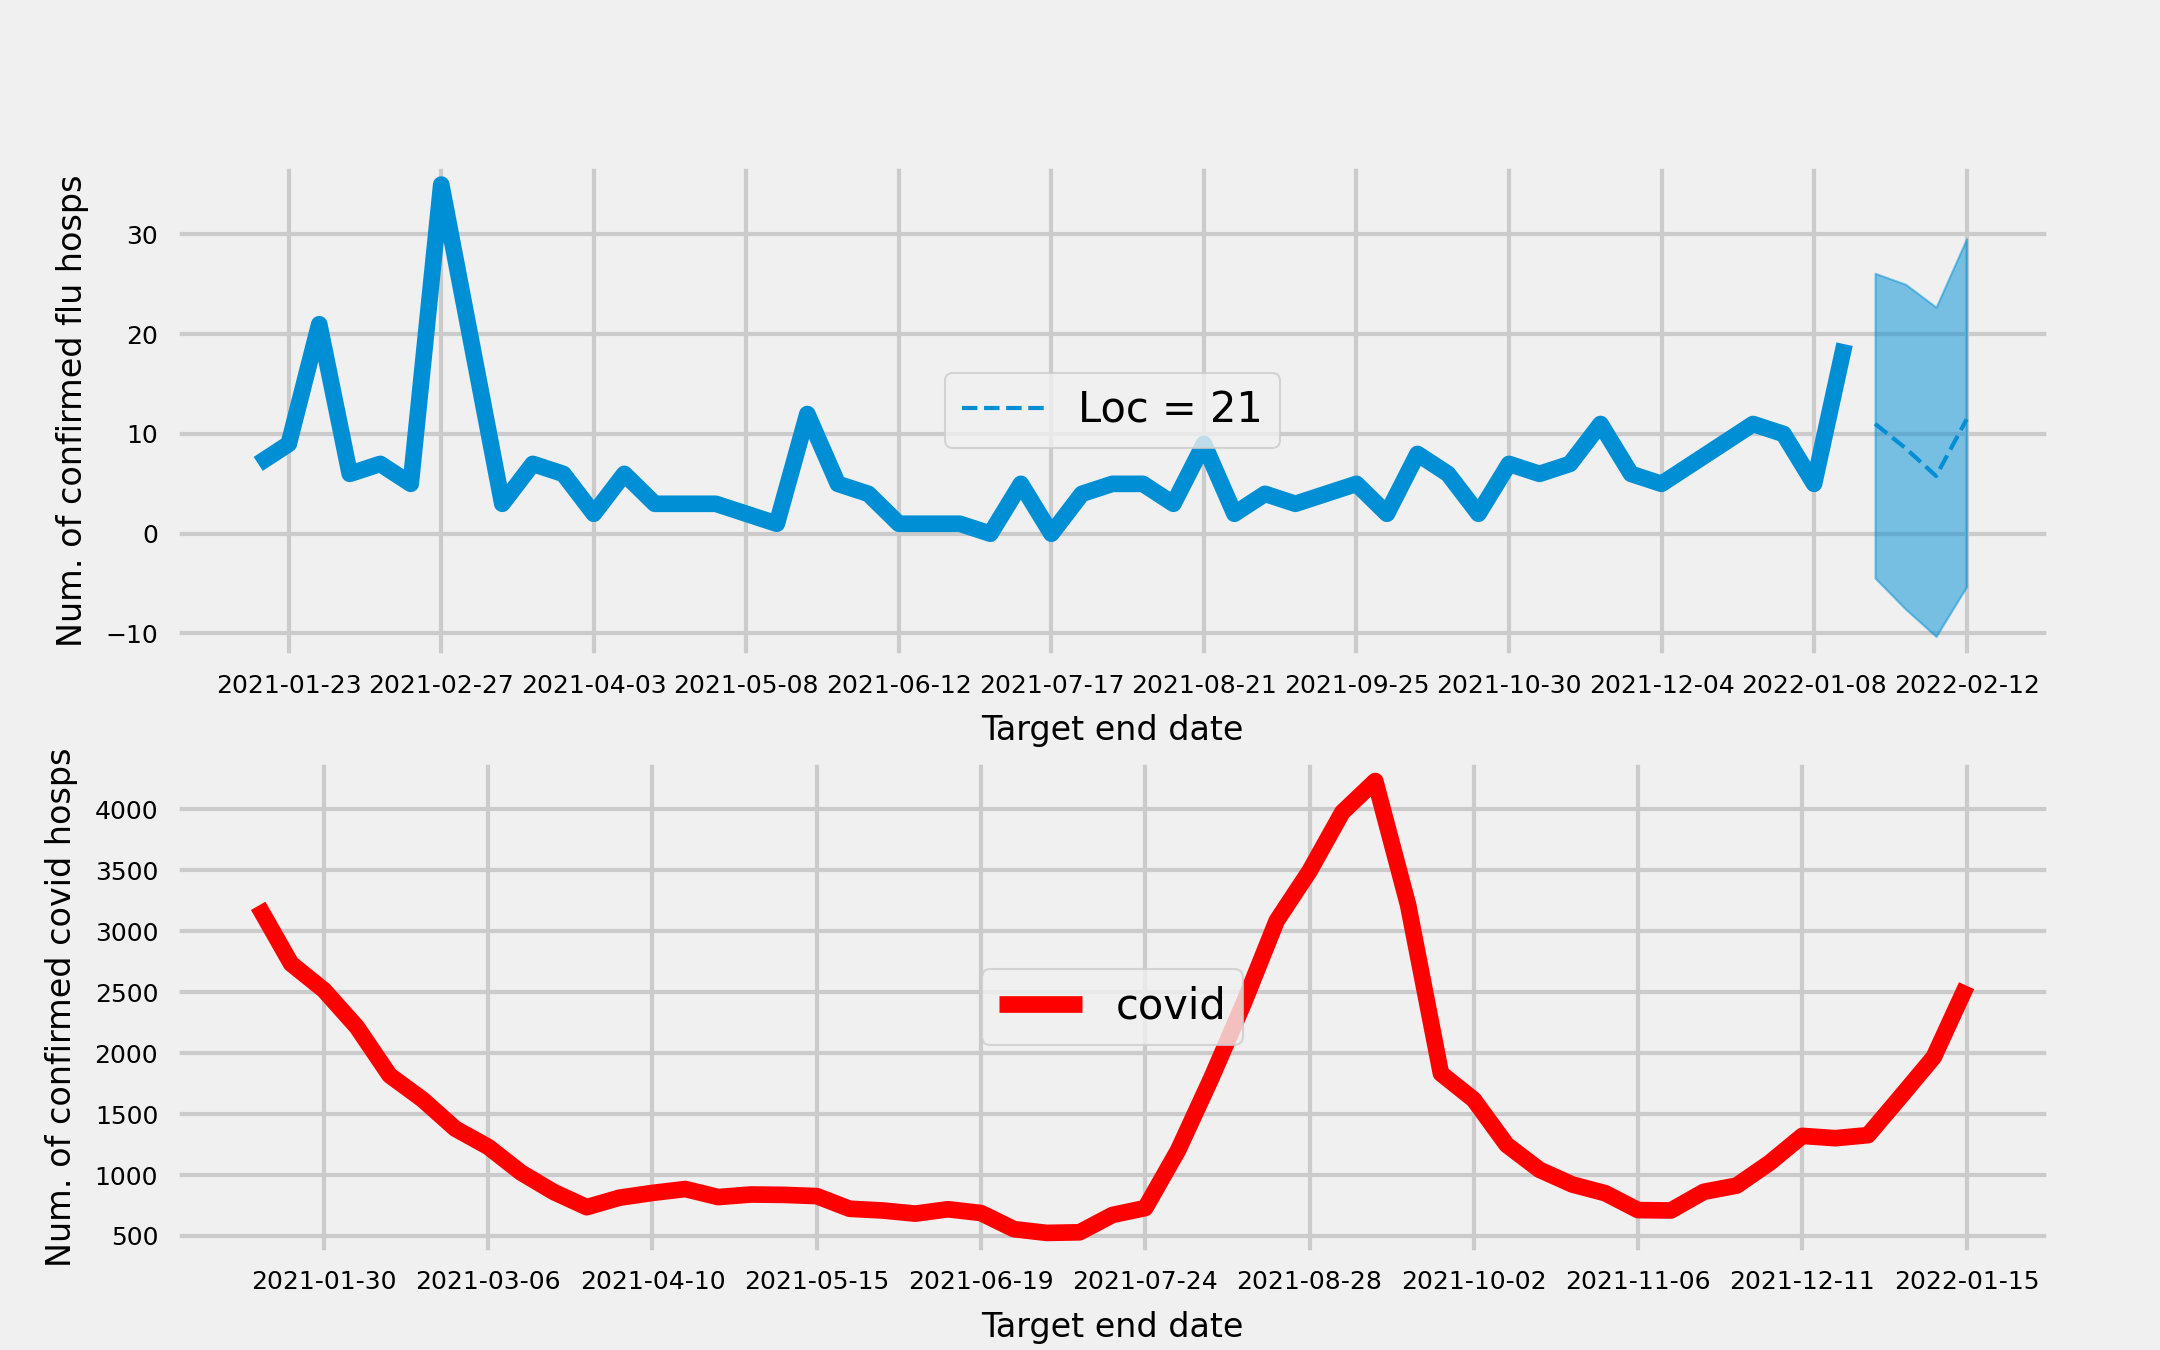 Num. of confirmed flu hosps
30
20
10
0
−10
Loc = 21
2021-01-23 2021-02-27 2021-04-03 2021-05-08 2021-06-12 2021-07-17 2021-08-21 2021-09-25 2021-10-30 2021-12-04 2022-01-08 2022-02-12
Target end date
Num. of confirmed covid hosps
4000
3500
3000
2500
2000
1500
1000
500
covid
2021-01-30 2021-03-06 2021-04-10 2021-05-15 2021-06-19 2021-07-24 2021-08-28 2021-10-02 2021-11-06 2021-12-11 2022-01-15
Target end date